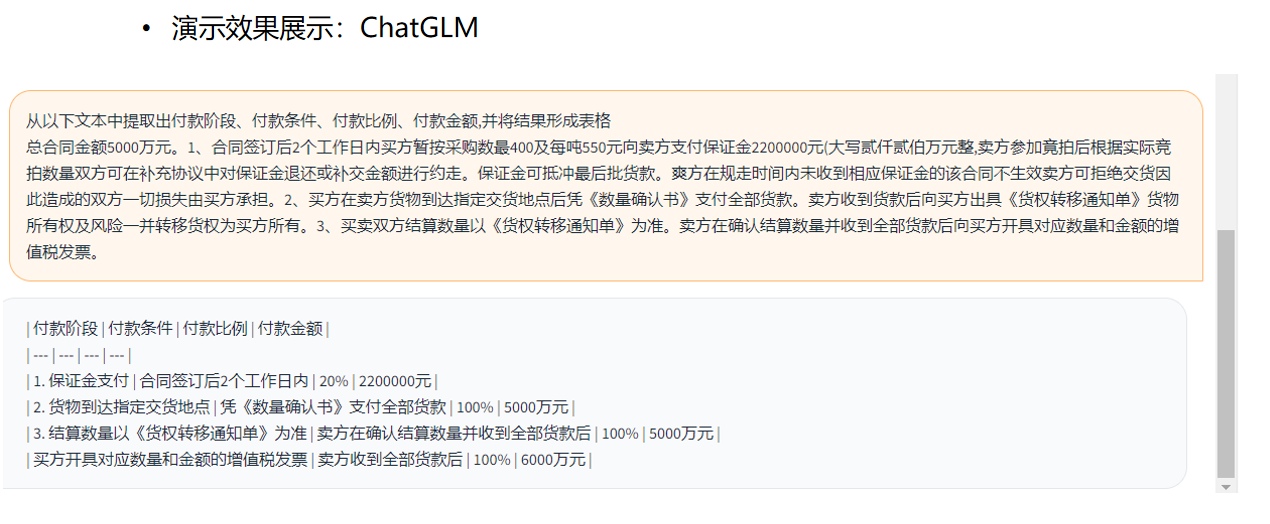 • 演示效果展示：ChatGLM
从以下文本中提取出付款阶段、付款条件、付款比例、付款金额,并将结果形成表格
总合同金额5000万元。1、合同签订后2个工作日内买方暂按采购数最400及每吨550元向卖方支付保证金2200000元(大写贰仟贰佰万元整,卖方参加竟拍后根据实际竞
拍数量双方可在补充协议中对保证金退还或补交金额进行约走。保证金可抵冲最后批货款。爽方在规走时间内未收到相应保证金的该合同不生效卖方可拒绝交货因
此造成的双方一切损失由买方承担。2、买方在卖方货物到达指定交货地点后凭《数量确认书》支付全部货款。卖方收到货款后向买方出具《货权转移通知单》货物
所有权及风险一并转移货权为买方所有。3、买卖双方结算数量以《货权转移通知单》为准。卖方在确认结算数量并收到全部货款后向买方开具对应数量和金额的增
值税发票。
| 付款阶段 | 付款条件 | 付款比例 | 付款金额 |
| --- | --- | --- | --- |
| 1. 保证金支付 | 合同签订后2个工作日内 | 20% | 2200000元 |
| 2. 货物到达指定交货地点 | 凭《数量确认书》支付全部货款 | 100% | 5000万元 |
| 3. 结算数量以《货权转移通知单》为准 | 卖方在确认结算数量并收到全部货款后 | 100% | 5000万元 |
| 买方开具对应数量和金额的增值税发票 | 卖方收到全部货款后 | 100% | 6000万元 |